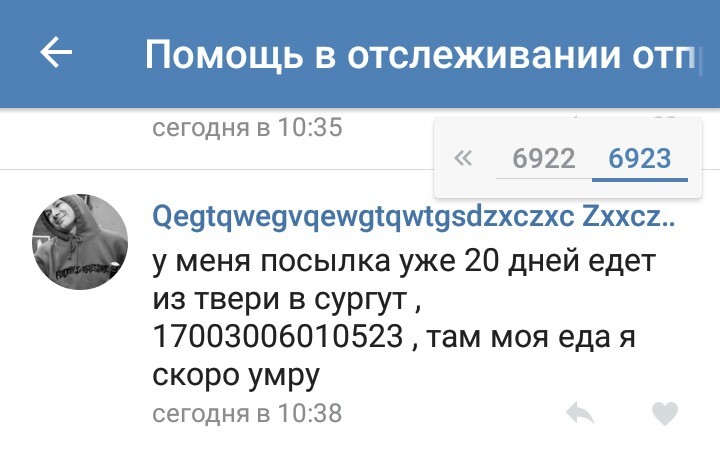 Помощь в отслеживании отп
сегодня в 10:35
« 6922 6923
Qegtqwegvqewgtqwtgsdzxczxc Zxxcz..
у меня посылка уже 20 дней едет
из твери в сургут ,
17003006010523 , там моя еда я
скоро умру
сегодня в 10:38